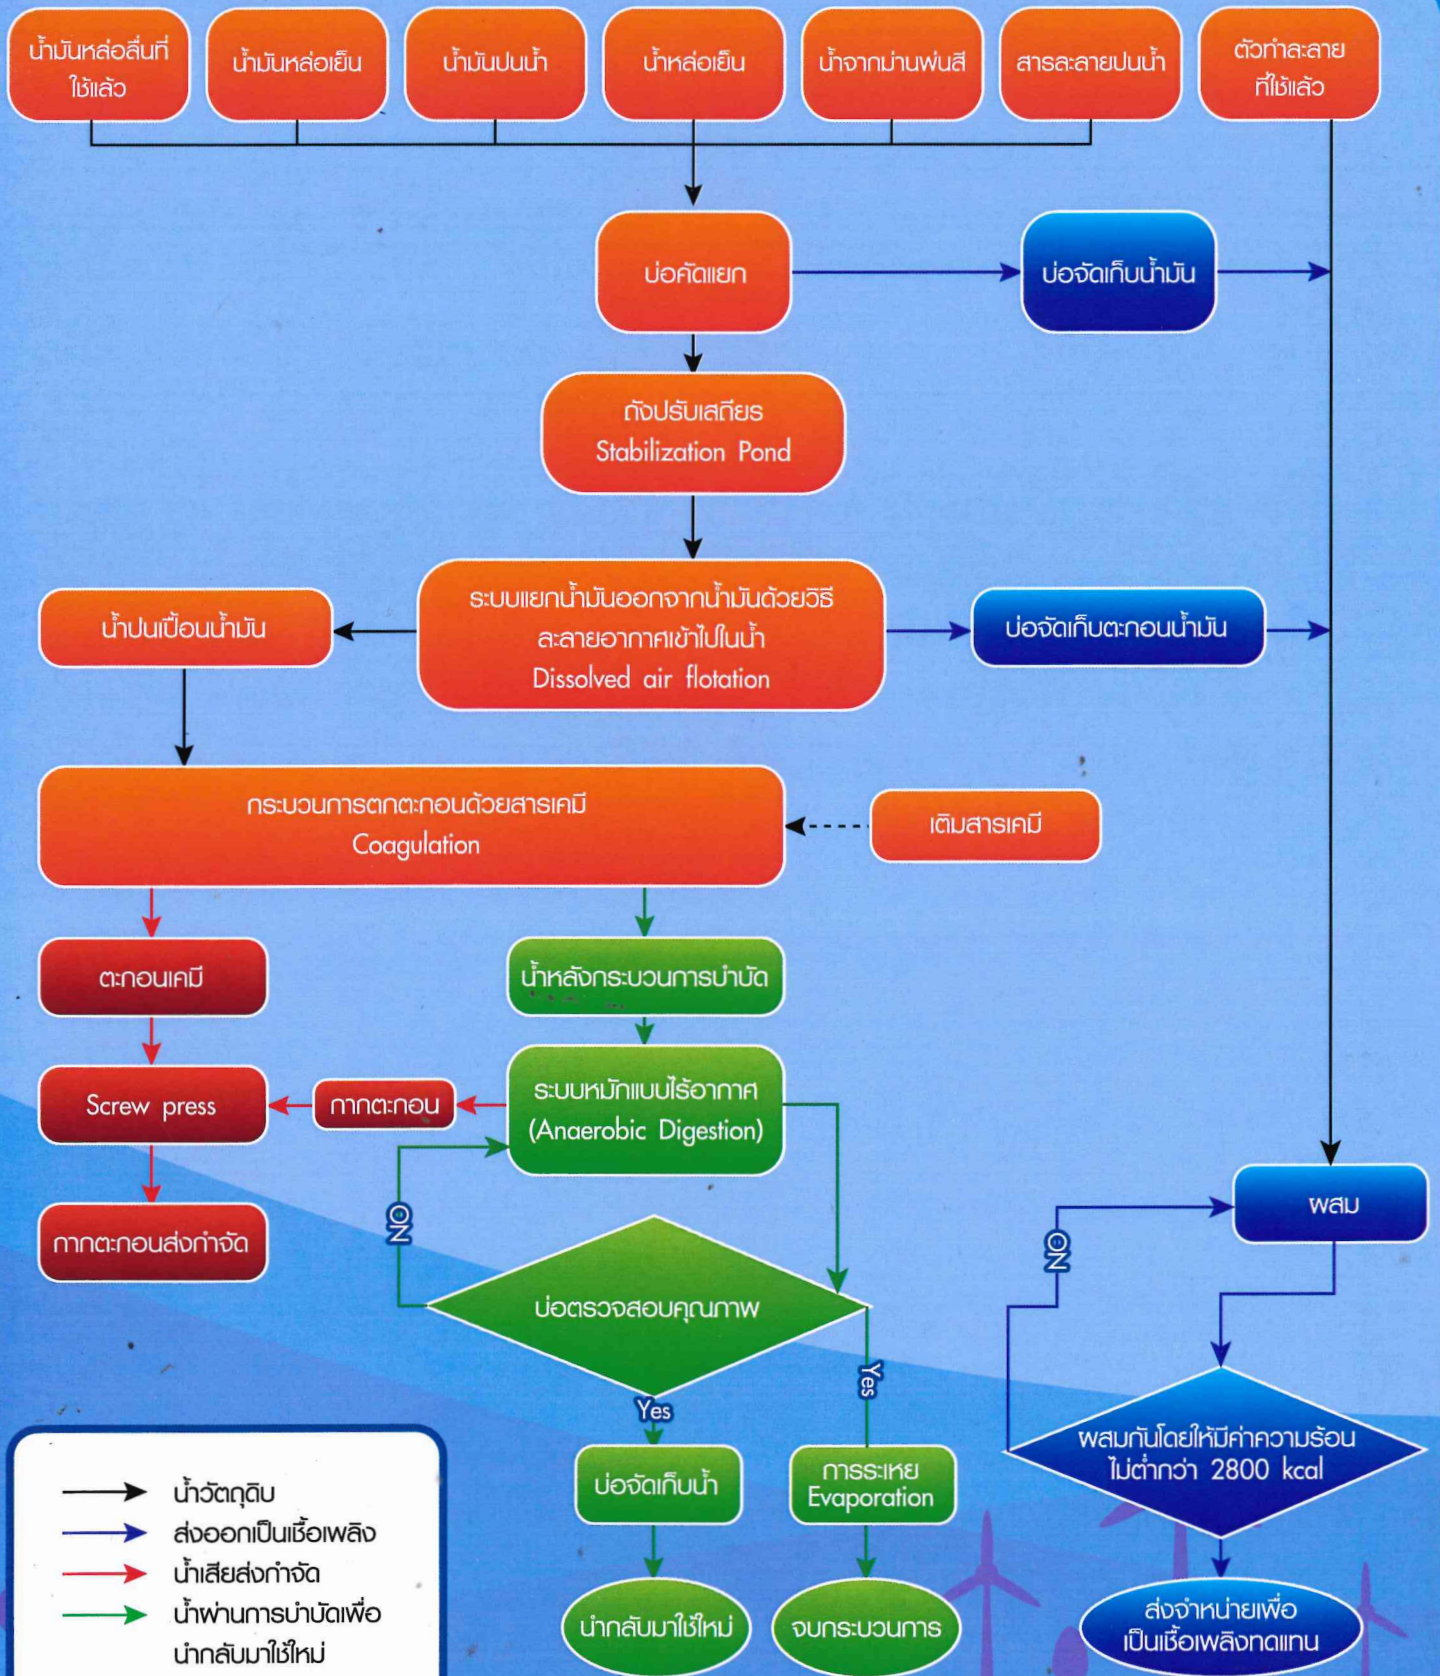 น้ำมันหล่อลื่นที่
ใช้แล้ว
น้ำมันหล่อเย็น
น้ำมันปนน้ำ
น้ำหล่อเย็น
น้ำจากม่านพ่นสี
สารละลายปนน้ำ
ตัวทำละลาย
ที่ใช้แล้ว
บ่อคัดแยก
บ่อจัดเก็บน้ำมัน
ถังปรับเสถียร
Stabilization Pond
น้ำปนเปื้อนน้ำมัน
ระบบแยกน้ำมันออกจากน้ำมันด้วยวิธี
ละลายอากาศเข้าไปในน้ำ
Dissolved air flotation
บ่อจัดเก็บตะกอนน้ำมัน
กระบวนการตกตะกอนด้วยสารเคมี
Coagulation
เติมสารเคมี
ตะกอนเคมี
น้ำหลังกระบวนการบำบัด
Screw press
กากตะกอน
ระบบหมักแบบไร้อากาศ
(Anaerobic Digestion)
ผสม
กากตะกอนส่งกำจัด
NO
NO
บ่อตรวจสอบคุณภาพ
Yes
Yes
ผสมกันโดยให้มีค่าความร้อน
ไม่ต่ำกว่า 2800 kcal
บ่อจัดเก็บน้ำ
การระเหย
Evaporation
นำกลับมาใช้ใหม่
จบกระบวนการ
ส่งจำหน่ายเพื่อ
เป็นเชื้อเพลิงทดแทน
น้ำวัตถุดิบ
ส่งออกเป็นเชื้อเพลิง
น้ำเสียส่งกำจัด
น้ำผ่านการบำบัดเพื่อ
นำกลับมาใช้ใหม่